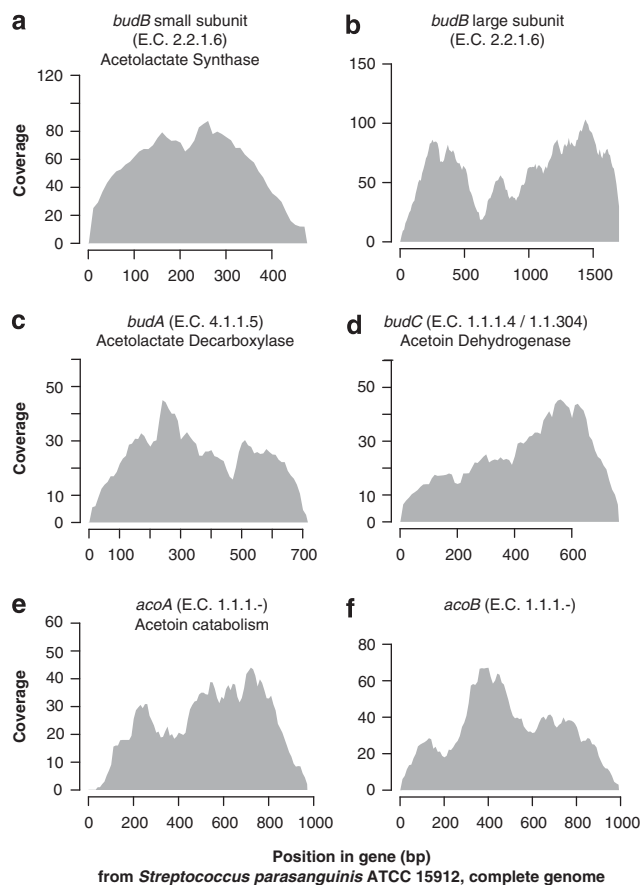 a
budB small subunit
(E.C. 2.2.1.6)
Acetolactate Synthase
Coverage
120
80
60
40
20
0
0 100 200 300 400
b
budB large subunit
(E.C. 2.2.1.6)
150
100
50
0
0 500 1000 1500
c
budA (E.C. 4.1.1.5)
Acetolactate Decarboxylase
Coverage
50
30
10
0
0 100 300 500 700
d
budC (E.C. 1.1.1.4 / 1.1.304)
Acetoin Dehydrogenase
50
30
10
0
0 200 400 600
e
acoA (E.C. 1.1.1.-)
Acetoin catabolism
Coverage
60
50
40
30
20
10
0
0 200 400 600 800 1000
f
acoB (E.C. 1.1.1.-)
80
60
40
20
0
0 200 400 600 800 1000
Position in gene (bp)
from Streptococcus parasanguinis ATCC 15912, complete genome